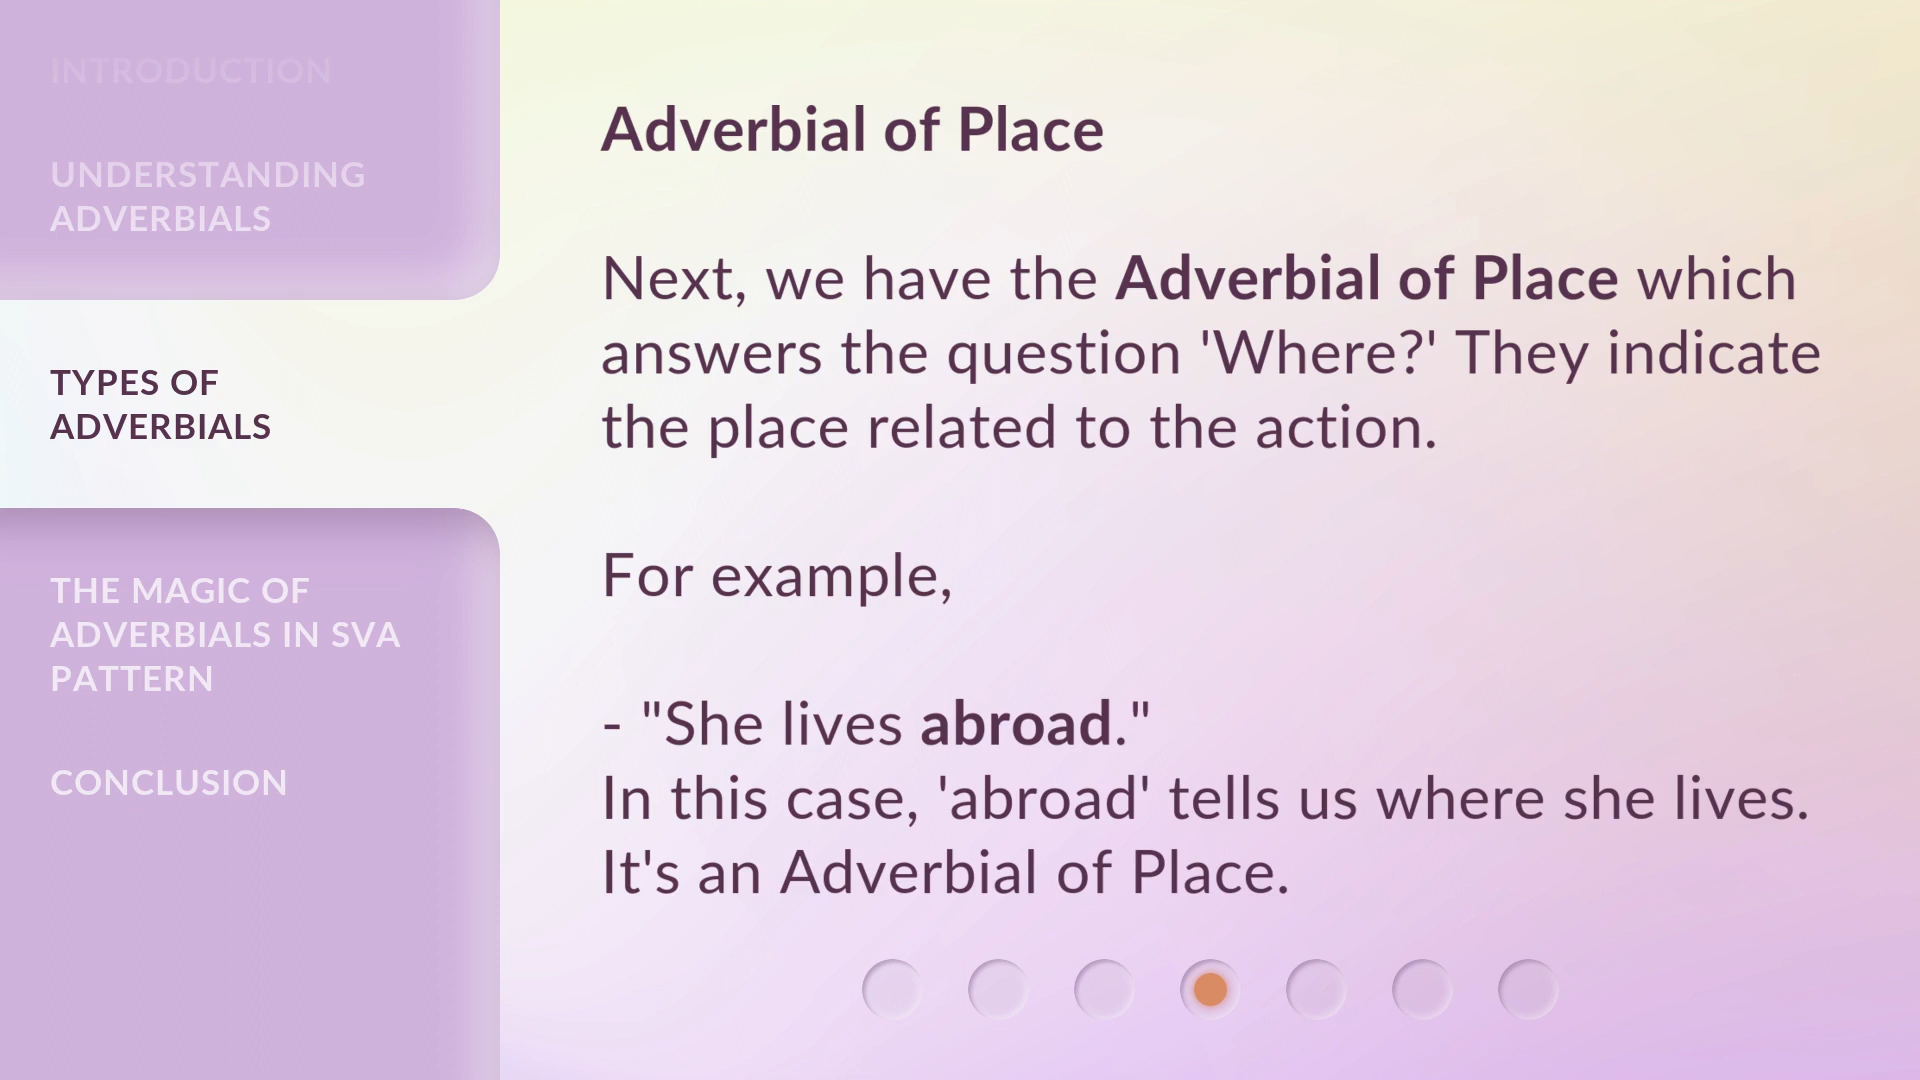 INTRODUCTION
UNDERSTANDING
ADVERBIALS
TYPES OF
ADVERBIALS
THE MAGIC OF
ADVERBIALS IN SVA
PATTERN
CONCLUSION
Adverbial of Place
Next, we have the Adverbial of Place which
answers the question 'Where?' They indicate
the place related to the action.
For example,
- "She lives abroad."
In this case, 'abroad' tells us where she lives.
It's an Adverbial of Place.